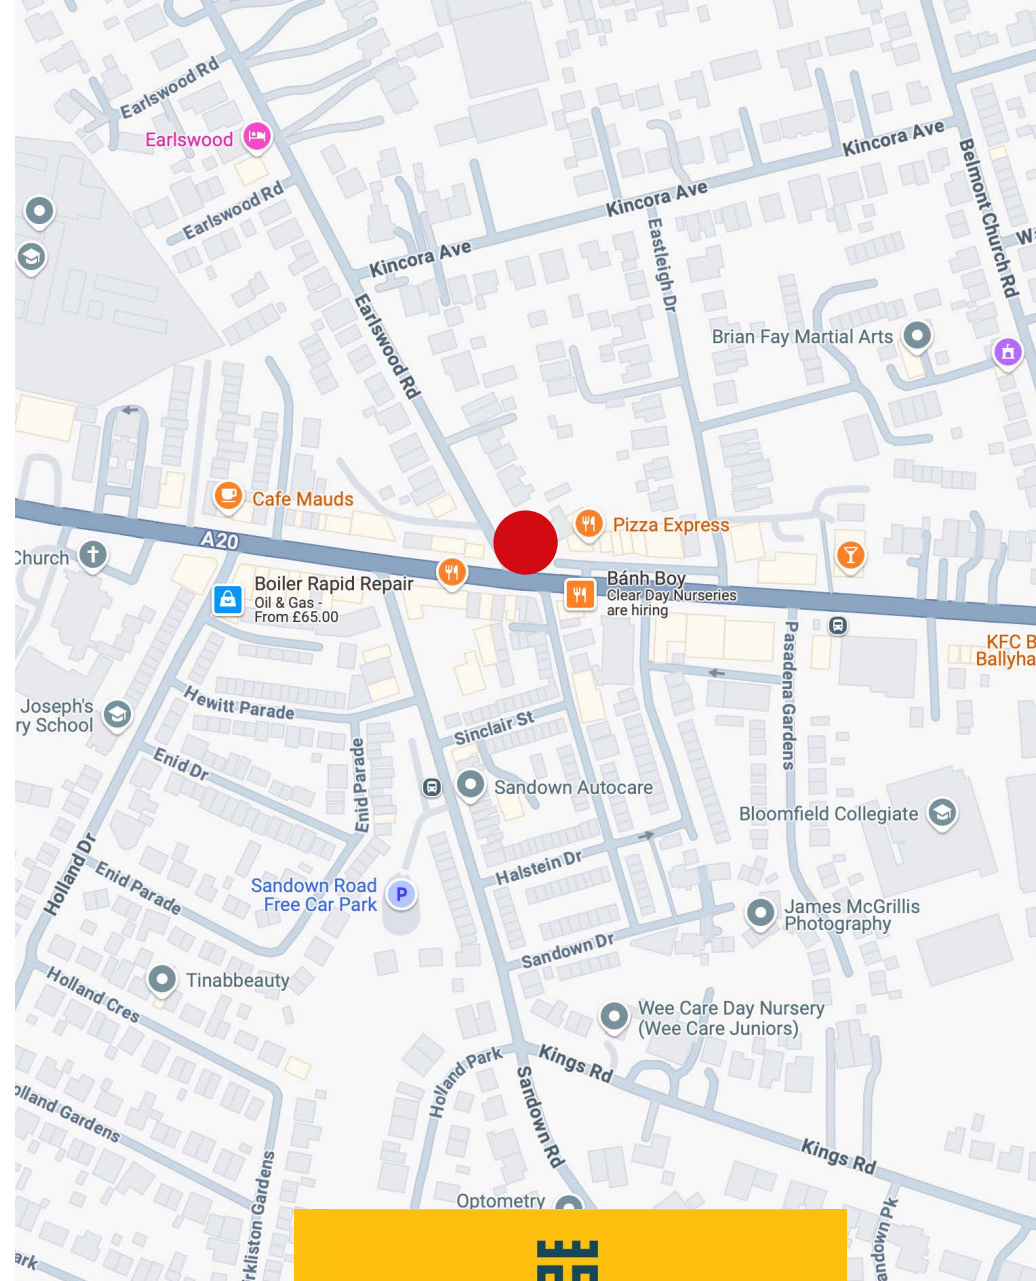 Earlswood Rd
Earlswood
Earlswood Rd
Kincora Ave
Kincora Ave
Kincora Ave
Belmont Church Rd
Eastleigh Dr
Earlswood Rd
Brian Fay Martial Arts
Cafe Mauds
A20
Pizza Express
Church
Boiler Rapid Repair
Oil & Gas -
From £65.00
Bánh Boy
Clear Day Nurseries
are hiring
KFC B
Ballyha
Pasadena Gardens
Joseph's
ry School
Hewitt Parade
Sinclair St
Enid Dr
Enid Parade
Sandown Autocare
Bloomfield Collegiate
Holland Dr
Enid Parade
Halstein Dr
Sandown Road
Free Car Park
P
James McGrillis
Photography
Sandown Dr
Tinabbeauty
Holland Cres
Wee Care Day Nursery
(Wee Care Juniors)
Holland Park
Kings Rd
Sandown Rd
olland Gardens
Kings Rd
Optometry
rkliston Gardens
andown Pk
ark